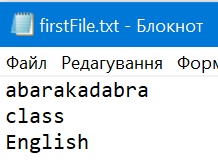 firstFile.txt – Блокнот
Файл Редагування Форм
abarakadabra
class
English